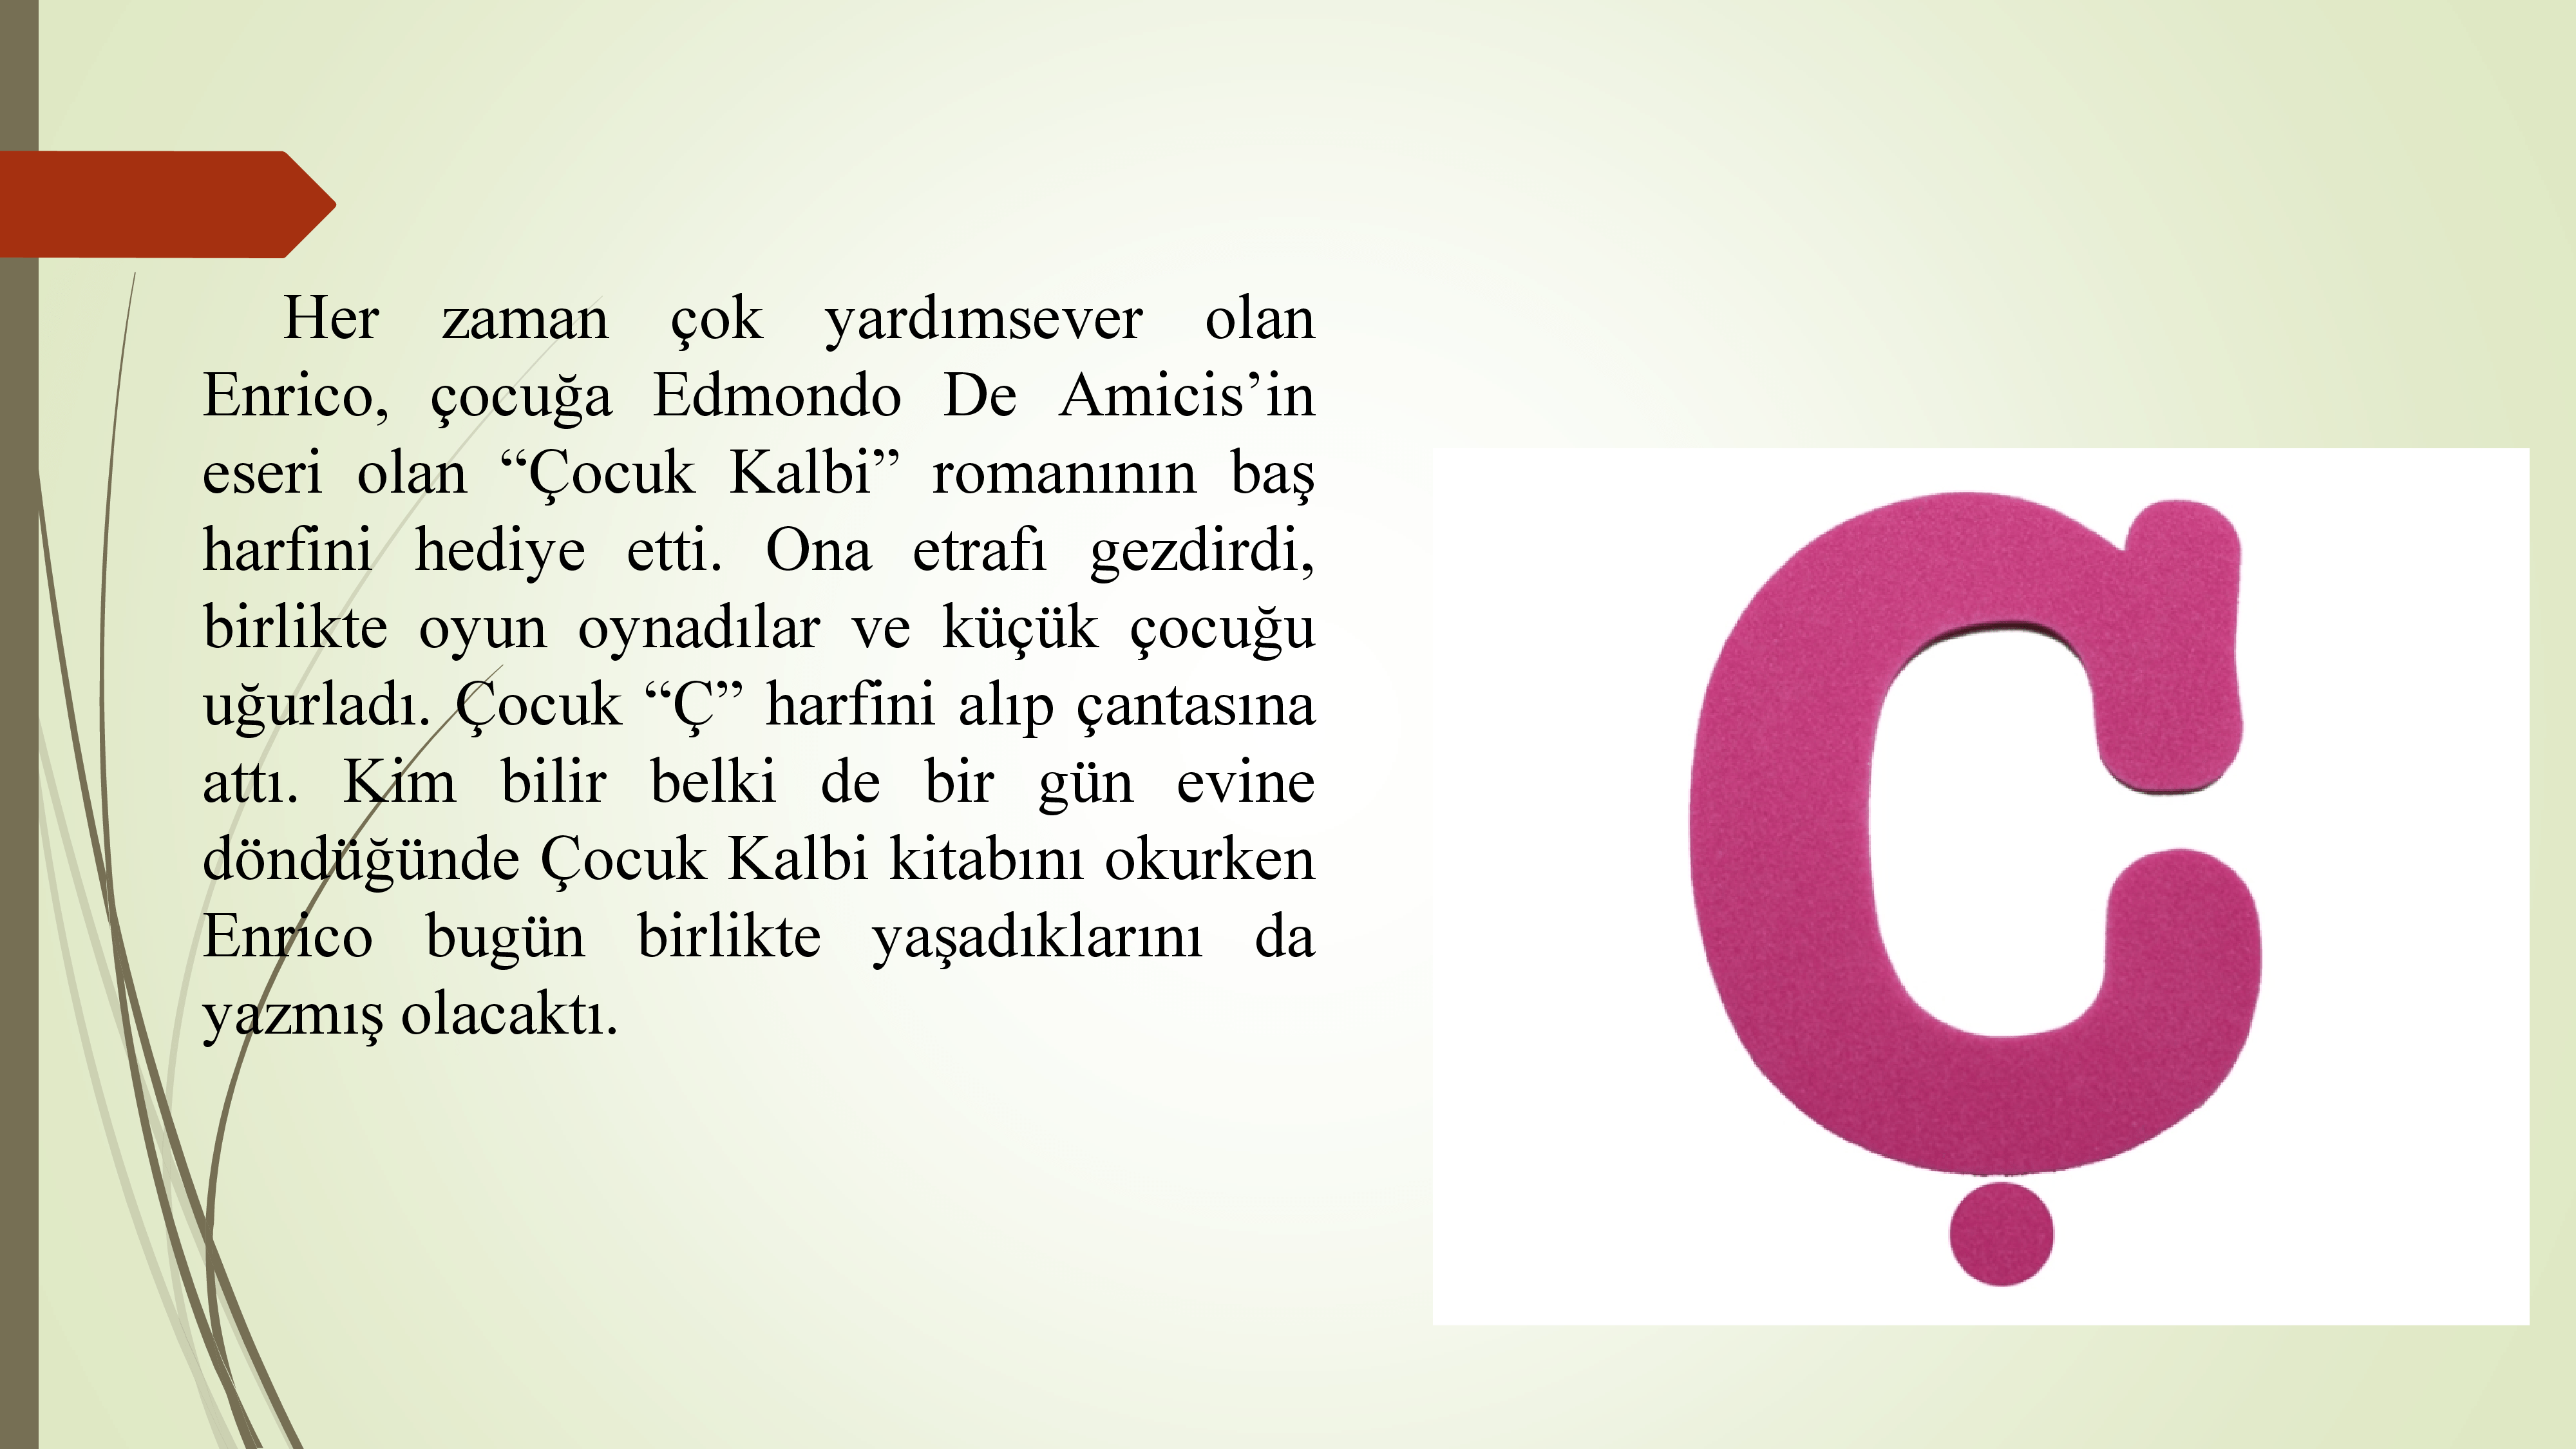 Her zaman çok yardımsever olan
Enrico, çocuğa Edmondo De Amicis’in
eseri olan “Çocuk Kalbi” romanının baş
harfini hediye etti. Ona etrafı gezdirdi,
birlikte oyun oynadılar ve küçük çocuğu
uğurladı. Çocuk “Ç” harfini alıp çantasına
attı. Kim bilir belki de bir gün evine
döndüğünde Çocuk Kalbi kitabını okurken
Enrico bugün birlikte yaşadıklarını da
yazmış olacaktı.
Ç